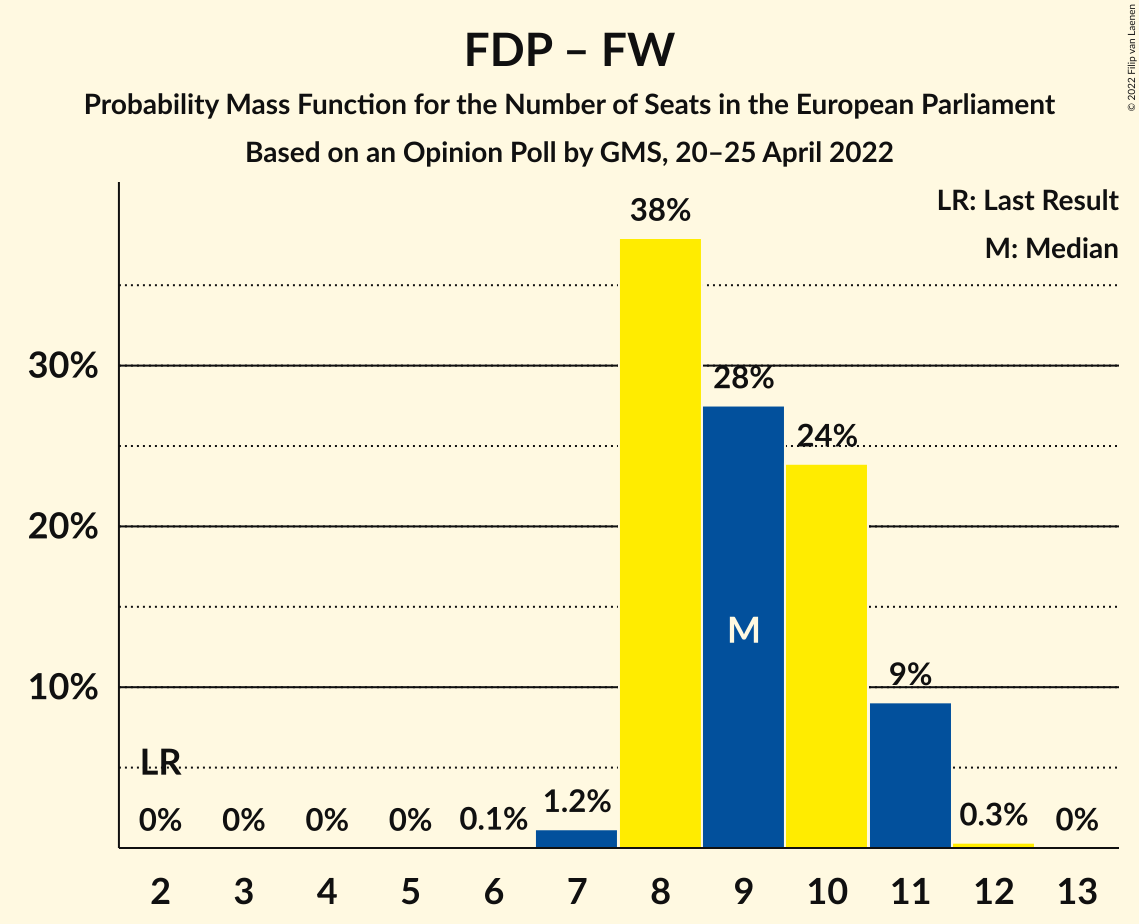 FDP – FW
Probability Mass Function for the Number of Seats in the European Parliament
Based on an Opinion Poll by GMS, 20–25 April 2022
© 2022 Filip van Laenen
LR: Last Result
M: Median
38%
30%
28%
24%
20%
M
10%
9%
LR
0% 0% 0% 0% 0.1% 1.2% 0.3% 0%
2 3 4 5 6 7 8 9 10 11 12 13